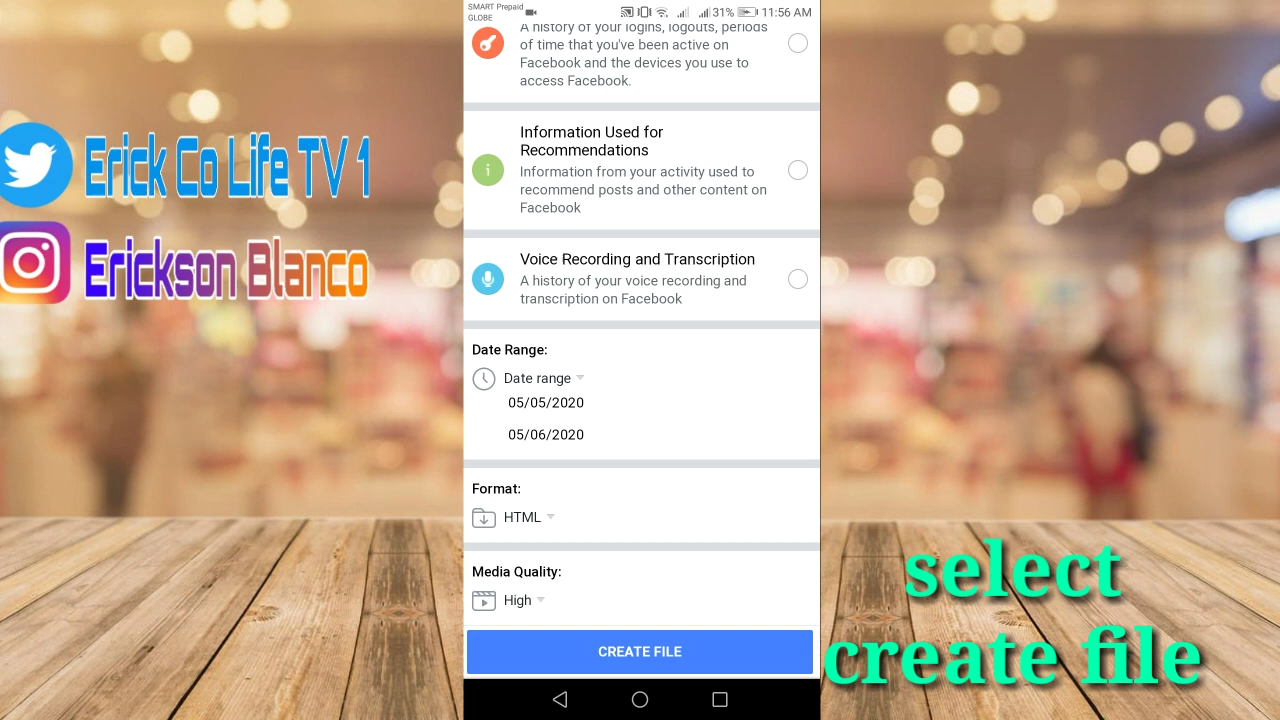 SMART Prepaid
GLOBE
31% 11:56 AM
A history of your logins, logouts, periods
of time that you've been active on
Facebook and the devices you use to
access Facebook.
Information Used for
Recommendations
Information from your activity used to
recommend posts and other content on
Facebook
Voice Recording and Transcription
A history of your voice recording and
transcription on Facebook
Date Range:
Date range
05/05/2020
05/06/2020
Format:
HTML
Media Quality:
High
CREATE FILE
Erick Co Life TV 1
Erickson Blanco
select
create file